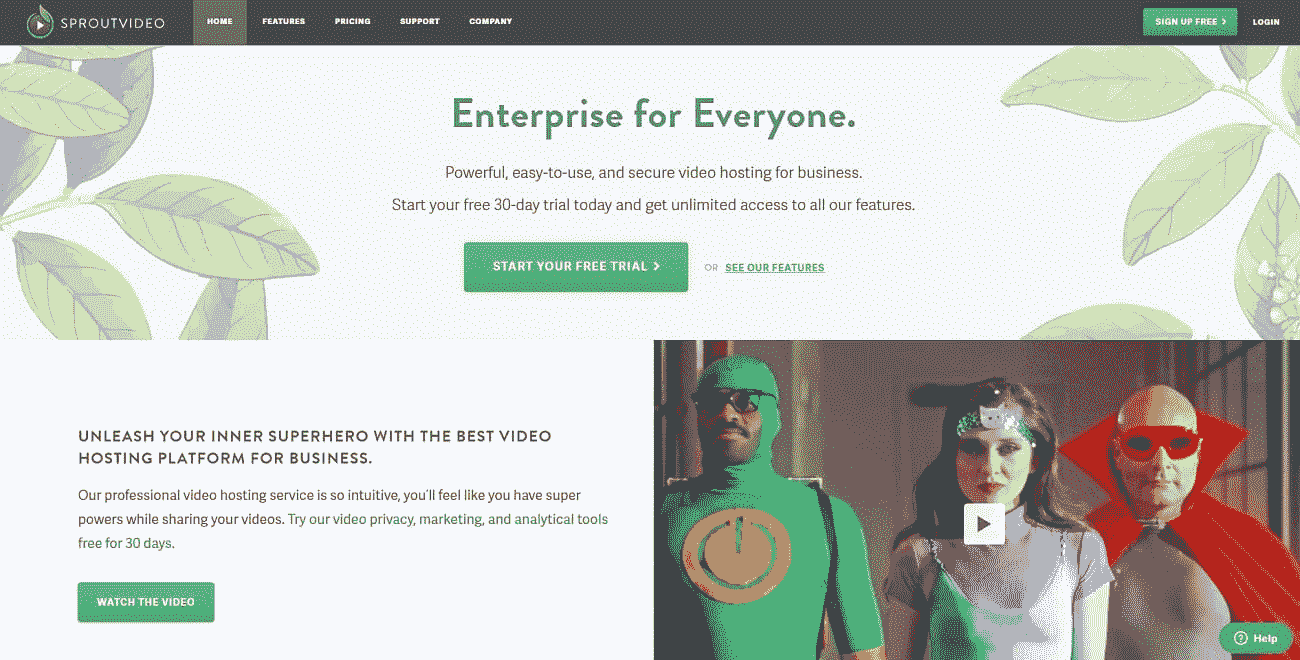 SPROUTVIDEO
HOME FEATURES PRICING SUPPORT COMPANY
SIGN UP FREE LOGIN
Enterprise for Everyone.
Powerful, easy-to-use, and secure video hosting for business.
Start your free 30-day trial today and get unlimited access to all our features.
START YOUR FREE TRIAL OR SEE OUR FEATURES
UNLEASH YOUR INNER SUPERHERO WITH THE BEST VIDEO
HOSTING PLATFORM FOR BUSINESS.
Our professional video hosting service is so intuitive, you'll feel like you have super
powers while sharing your videos. Try our video privacy, marketing, and analytical tools
free for 30 days.
WATCH THE VIDEO
Help